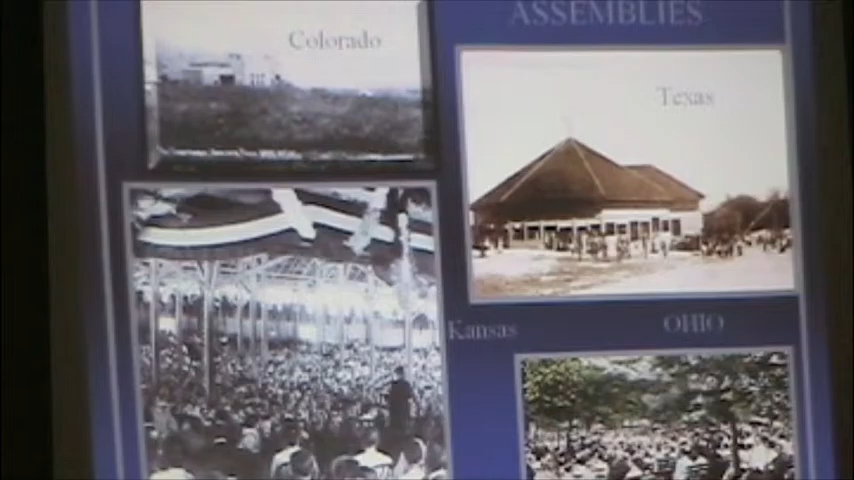 ASSEMBLIES
Colorado
Texas
Kansas
OHIO